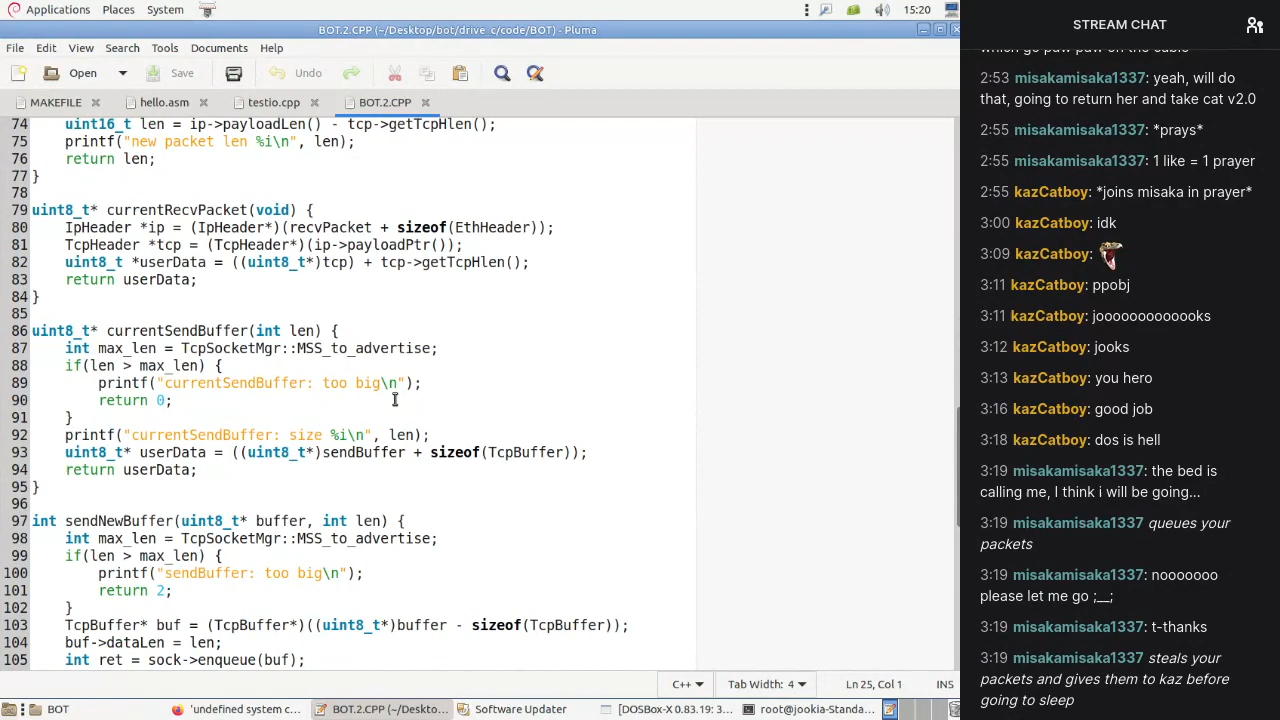 Applications Places System 15:20
BOT.2.CPP (~/Desktop/bot/drive_c/code/BOT) - Pluma
File Edit View Search Tools Documents Help
Open Save Undo
MAKEFILE hello.asm testio.cpp BOT.2.CPP
74 uint16_t len = ip->payloadLen() - tcp->getTcpHlen();
75 printf("new packet len %i\n", len);
76 return len;
77 }
78
79 uint8_t* currentRecvPacket(void) {
80 IpHeader *ip = (IpHeader*)(recvPacket + sizeof(EthHeader));
81 TcpHeader *tcp = (TcpHeader*)(ip->payloadPtr());
82 uint8_t *userData = ((uint8_t*)tcp) + tcp->getTcpHlen();
83 return userData;
84 }
85
86 uint8_t* currentSendBuffer(int len) {
87 int max_len = TcpSocketMgr::MSS_to_advertise;
88 if(len > max_len) {
89 printf("currentSendBuffer: too big\n");
90 return 0;
91 }
92 printf("currentSendBuffer: size %i\n", len);
93 uint8_t* userData = ((uint8_t*)sendBuffer + sizeof(TcpBuffer));
94 return userData;
95 }
96
97 int sendNewBuffer(uint8_t* buffer, int len) {
98 int max_len = TcpSocketMgr::MSS_to_advertise;
99 if(len > max_len) {
100 printf("sendBuffer: too big\n");
101 return 2;
102 }
103 TcpBuffer* buf = (TcpBuffer*)((uint8_t*)buffer - sizeof(TcpBuffer));
104 buf->dataLen = len;
105 int ret = sock->enqueue(buf);
C++ Tab Width: 4 Ln 25, Col 1 INS
BOT 'undefined system c... BOT.2.CPP (~/Deskto... Software Updater [DOSBox-X 0.83.19: 3... root@jookia-Standa...
STREAM CHAT
which go paw paw on the cable
2:53 misakamisaka1337: yeah, will do
that, going to return her and take cat v2.0
2:55 misakamisaka1337: *prays*
2:55 misakamisaka1337: 1 like = 1 prayer
2:55 kazCatboy: *joins misaka in prayer*
3:00 kazCatboy: idk
3:09 kazCatboy:
3:11 kazCatboy: ppobj
3:11 kazCatboy: joooooooooooks
3:12 kazCatboy: jooks
3:13 kazCatboy: you hero
3:16 kazCatboy: good job
3:18 kazCatboy: dos is hell
3:19 misakamisaka1337: the bed is
calling me, I think i will be going...
3:19 misakamisaka1337 queues your
packets
3:19 misakamisaka1337: nooooooo
please let me go ;__;
3:19 misakamisaka1337: t-thanks
3:19 misakamisaka1337 steals your
packets and gives them to kaz before
going to sleep